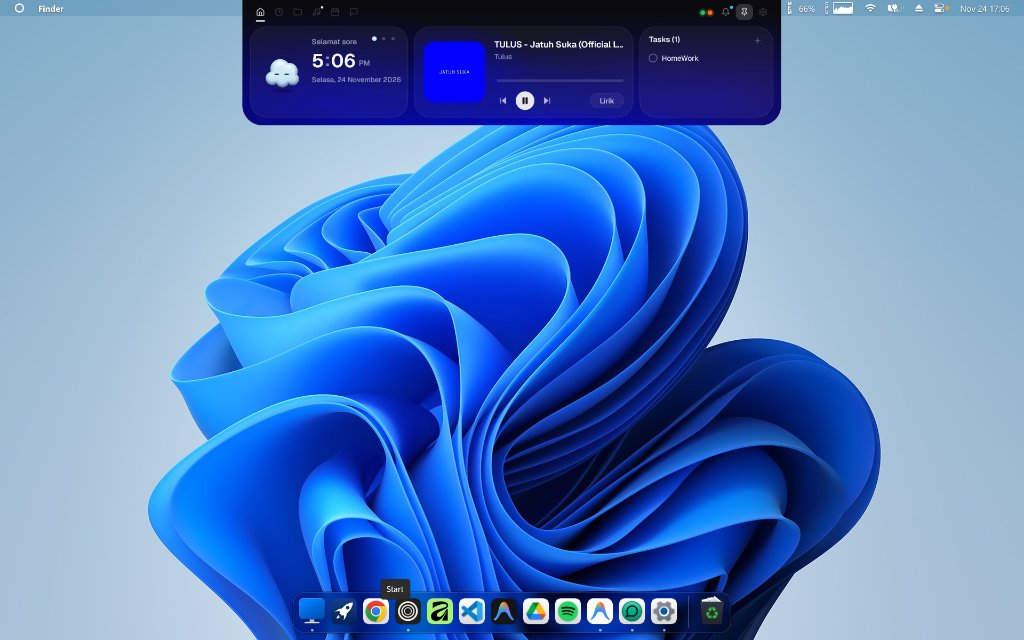 Finder
66%
Nov 24 17:06
Selamat sore
5:06 PM
Selasa, 24 November 2026
JATUH SUKA
TULUS - Jatuh Suka (Official L...
Tulus
Lirik
Tasks (1)
HomeWork
Start